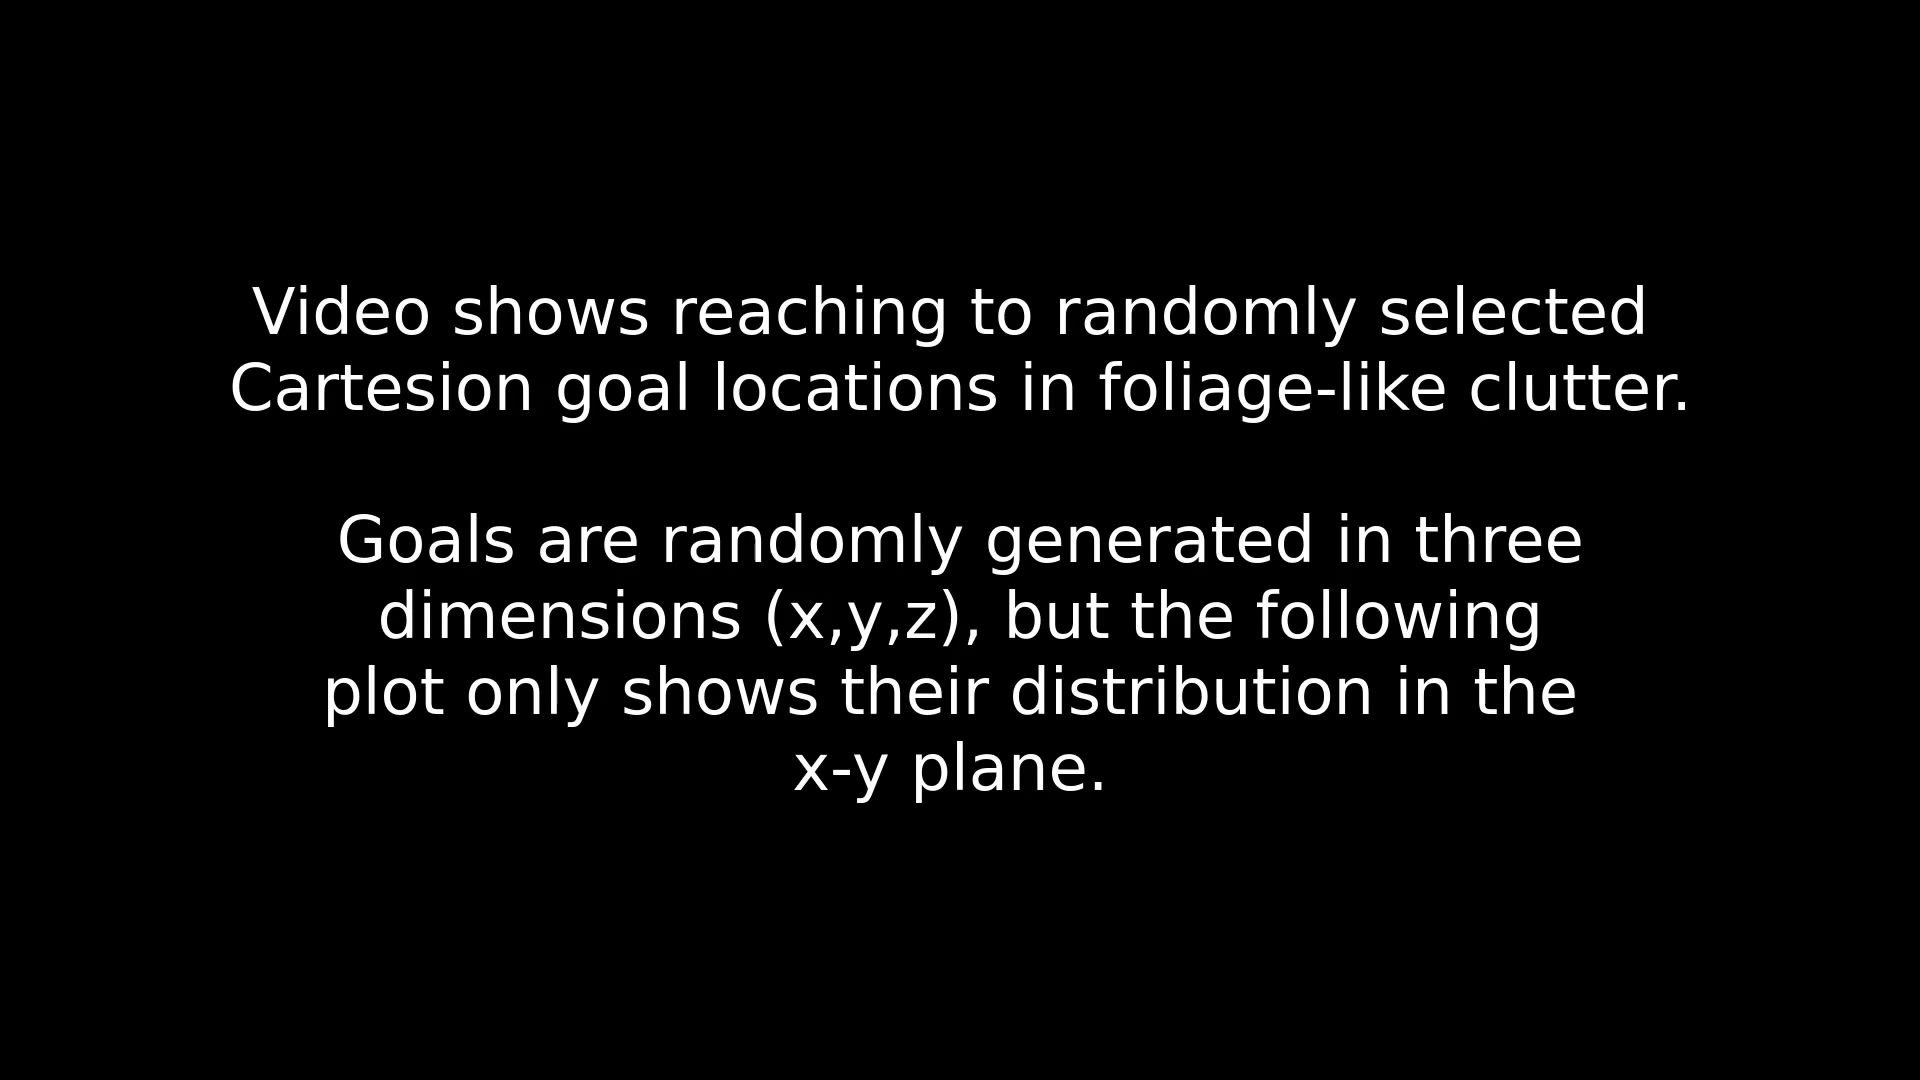 Video shows reaching to randomly selected
Cartesion goal locations in foliage-like clutter.
Goals are randomly generated in three
dimensions (x,y,z), but the following
plot only shows their distribution in the
x-y plane.